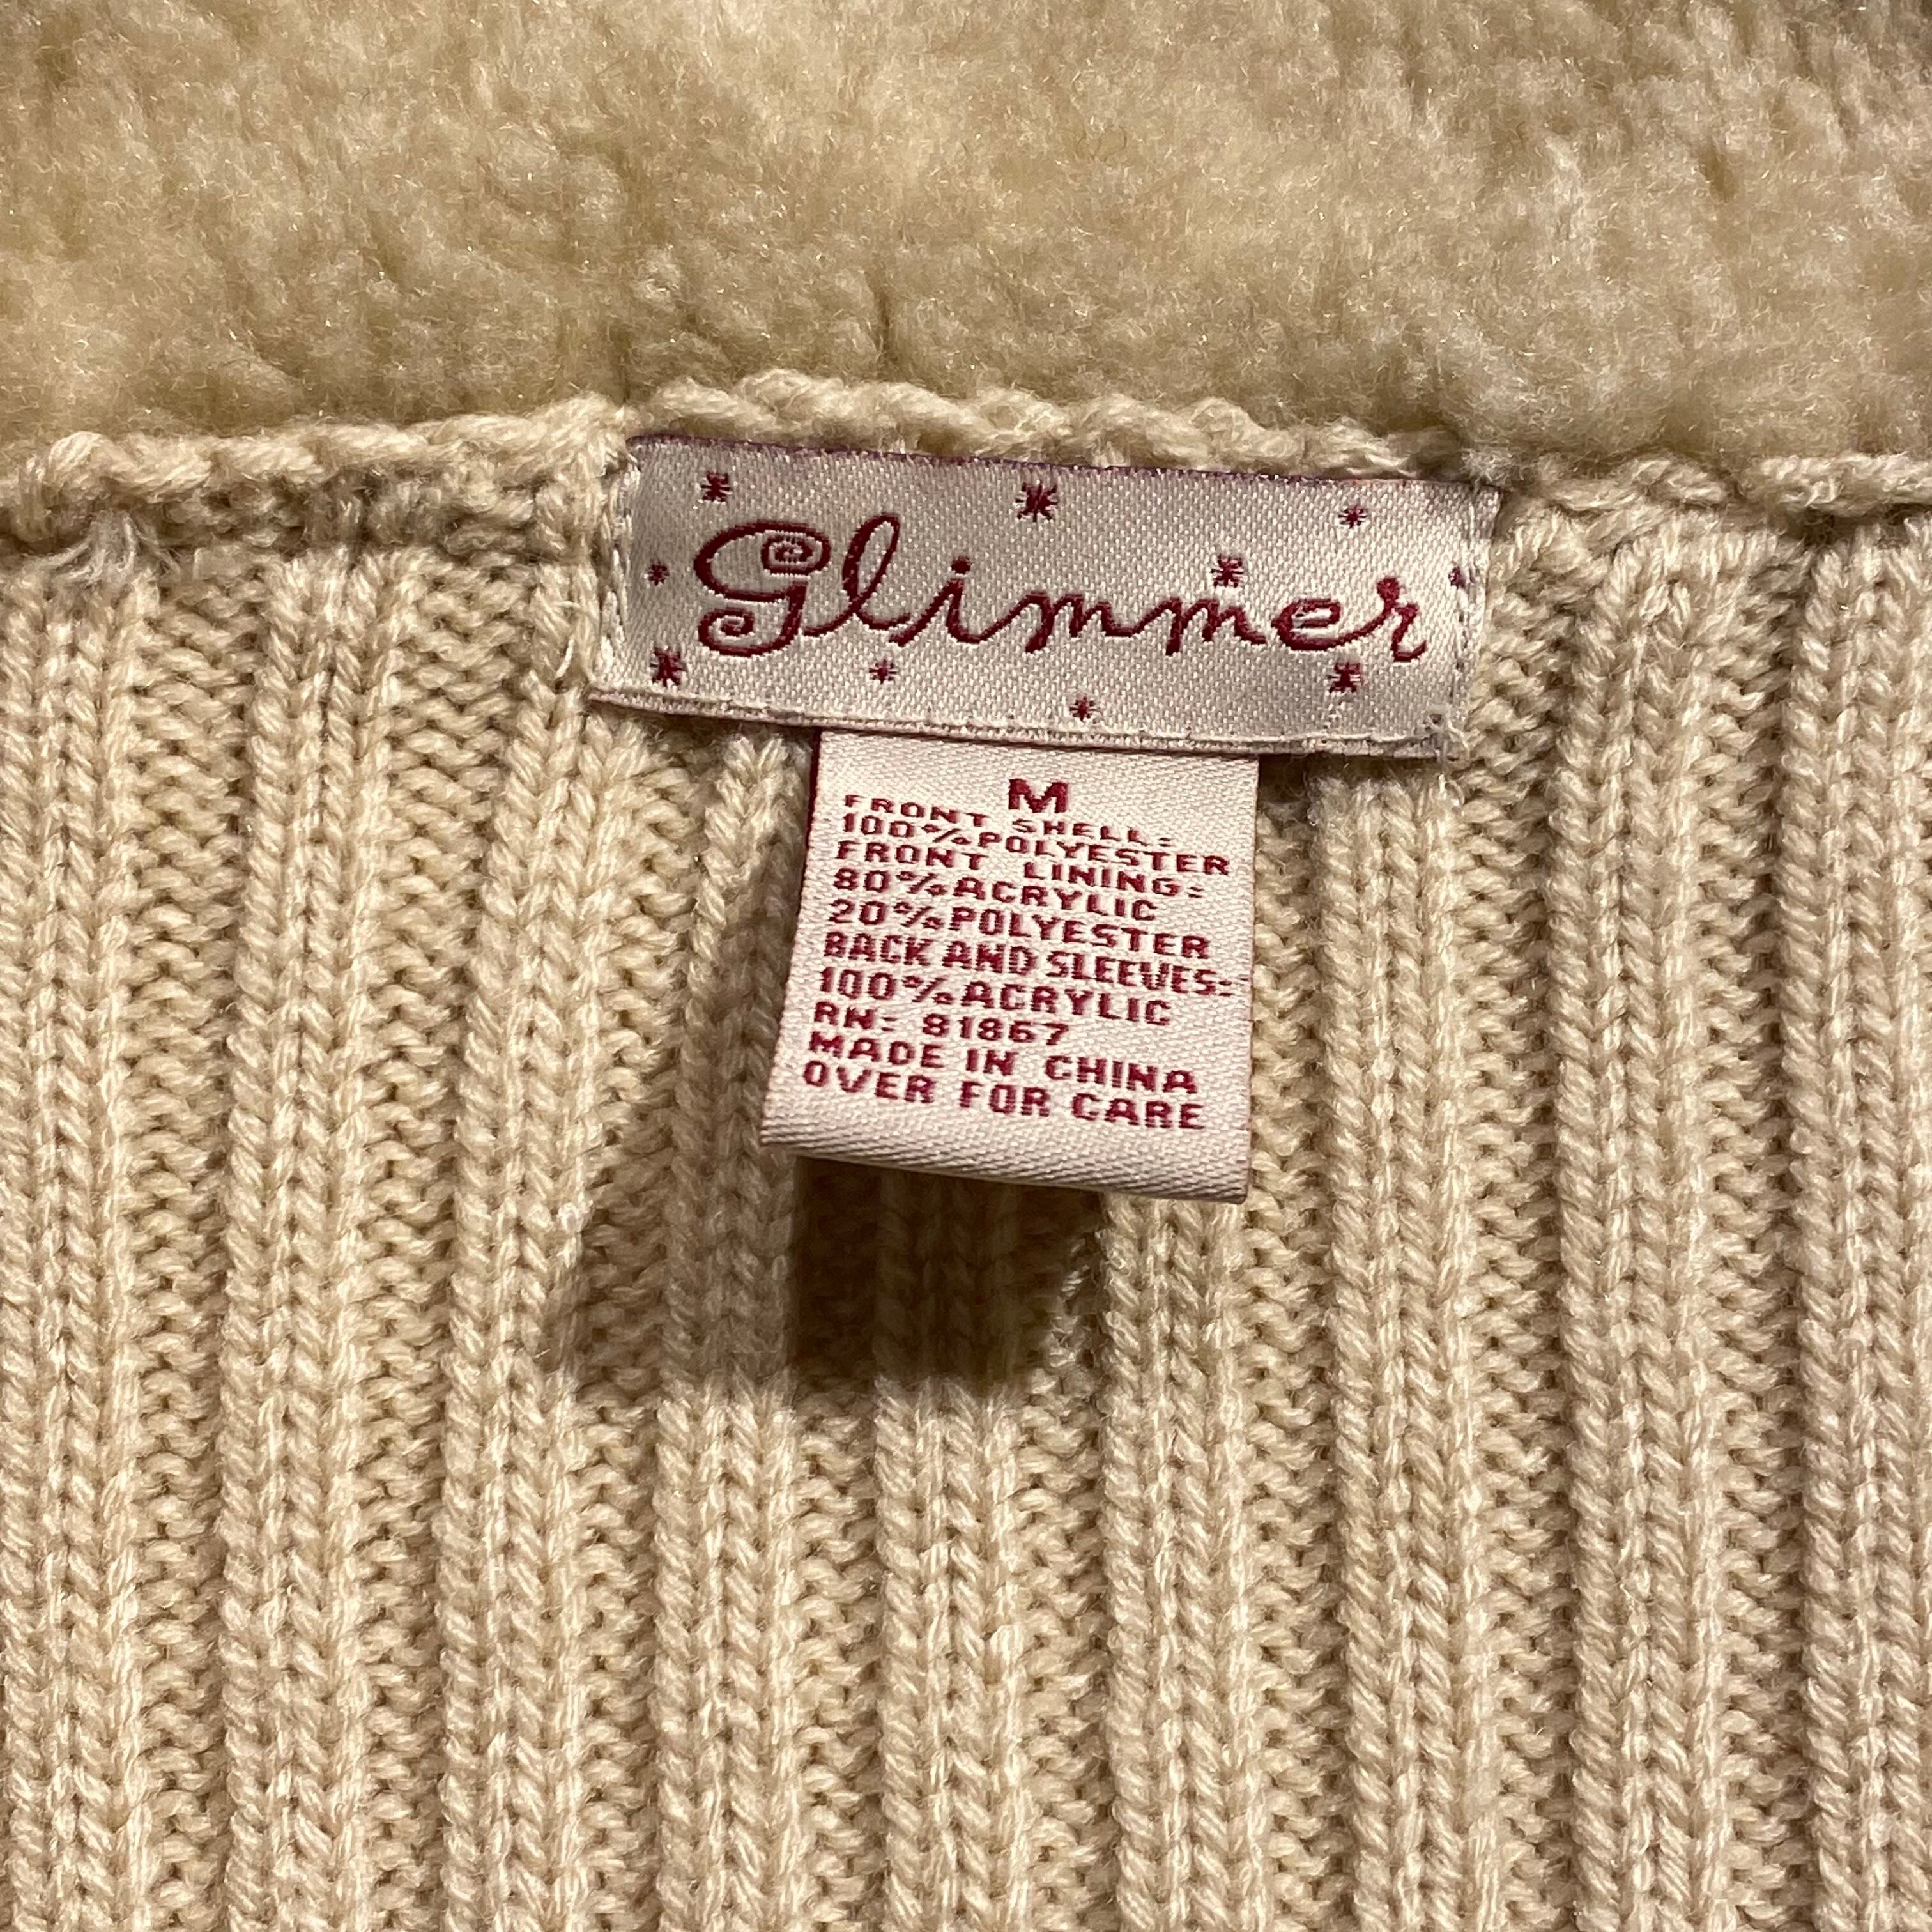 Glimmer
M
FRONT SHELL:
100% POLYESTER
FRONT LINING:
80% ACRYLIC
20% POLYESTER
BACK AND SLEEVES:
100% ACRYLIC
RN: 81867
MADE IN CHINA
OVER FOR CARE